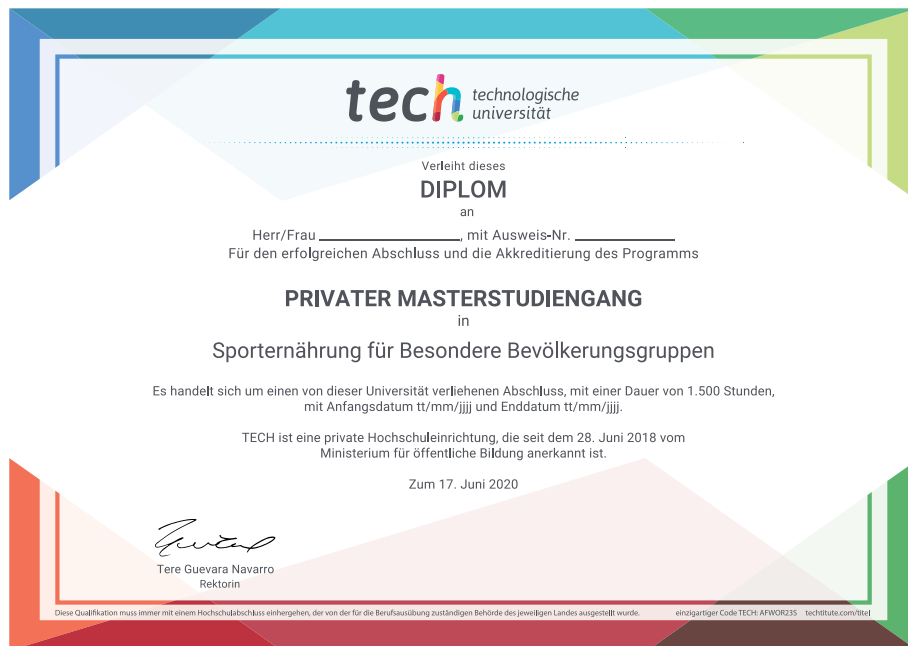 tech technologische
universität
Verleiht dieses
DIPLOM
an
Herr/Frau ____________________, mit Ausweis-Nr. ______________
Für den erfolgreichen Abschluss und die Akkreditierung des Programms
PRIVATER MASTERSTUDIENGANG
in
Sporternährung für Besondere Bevölkerungsgruppen
Es handelt sich um einen von dieser Universität verliehenen Abschluss, mit einer Dauer von 1.500 Stunden,
mit Anfangsdatum tt/mm/jjjj und Enddatum tt/mm/jjjj.
TECH ist eine private Hochschuleinrichtung, die seit dem 28. Juni 2018 vom
Ministerium für öffentliche Bildung anerkannt ist.
Zum 17. Juni 2020
Tere Guevara Navarro
Rektorin
Diese Qualifikation muss immer mit einem Hochschulabschluss einhergehen, der von der für die Berufsausübung zuständigen Behörde des jeweiligen Landes ausgestellt wurde. einzigartiger Code TECH: AFWOR23S techtitute.com/titel